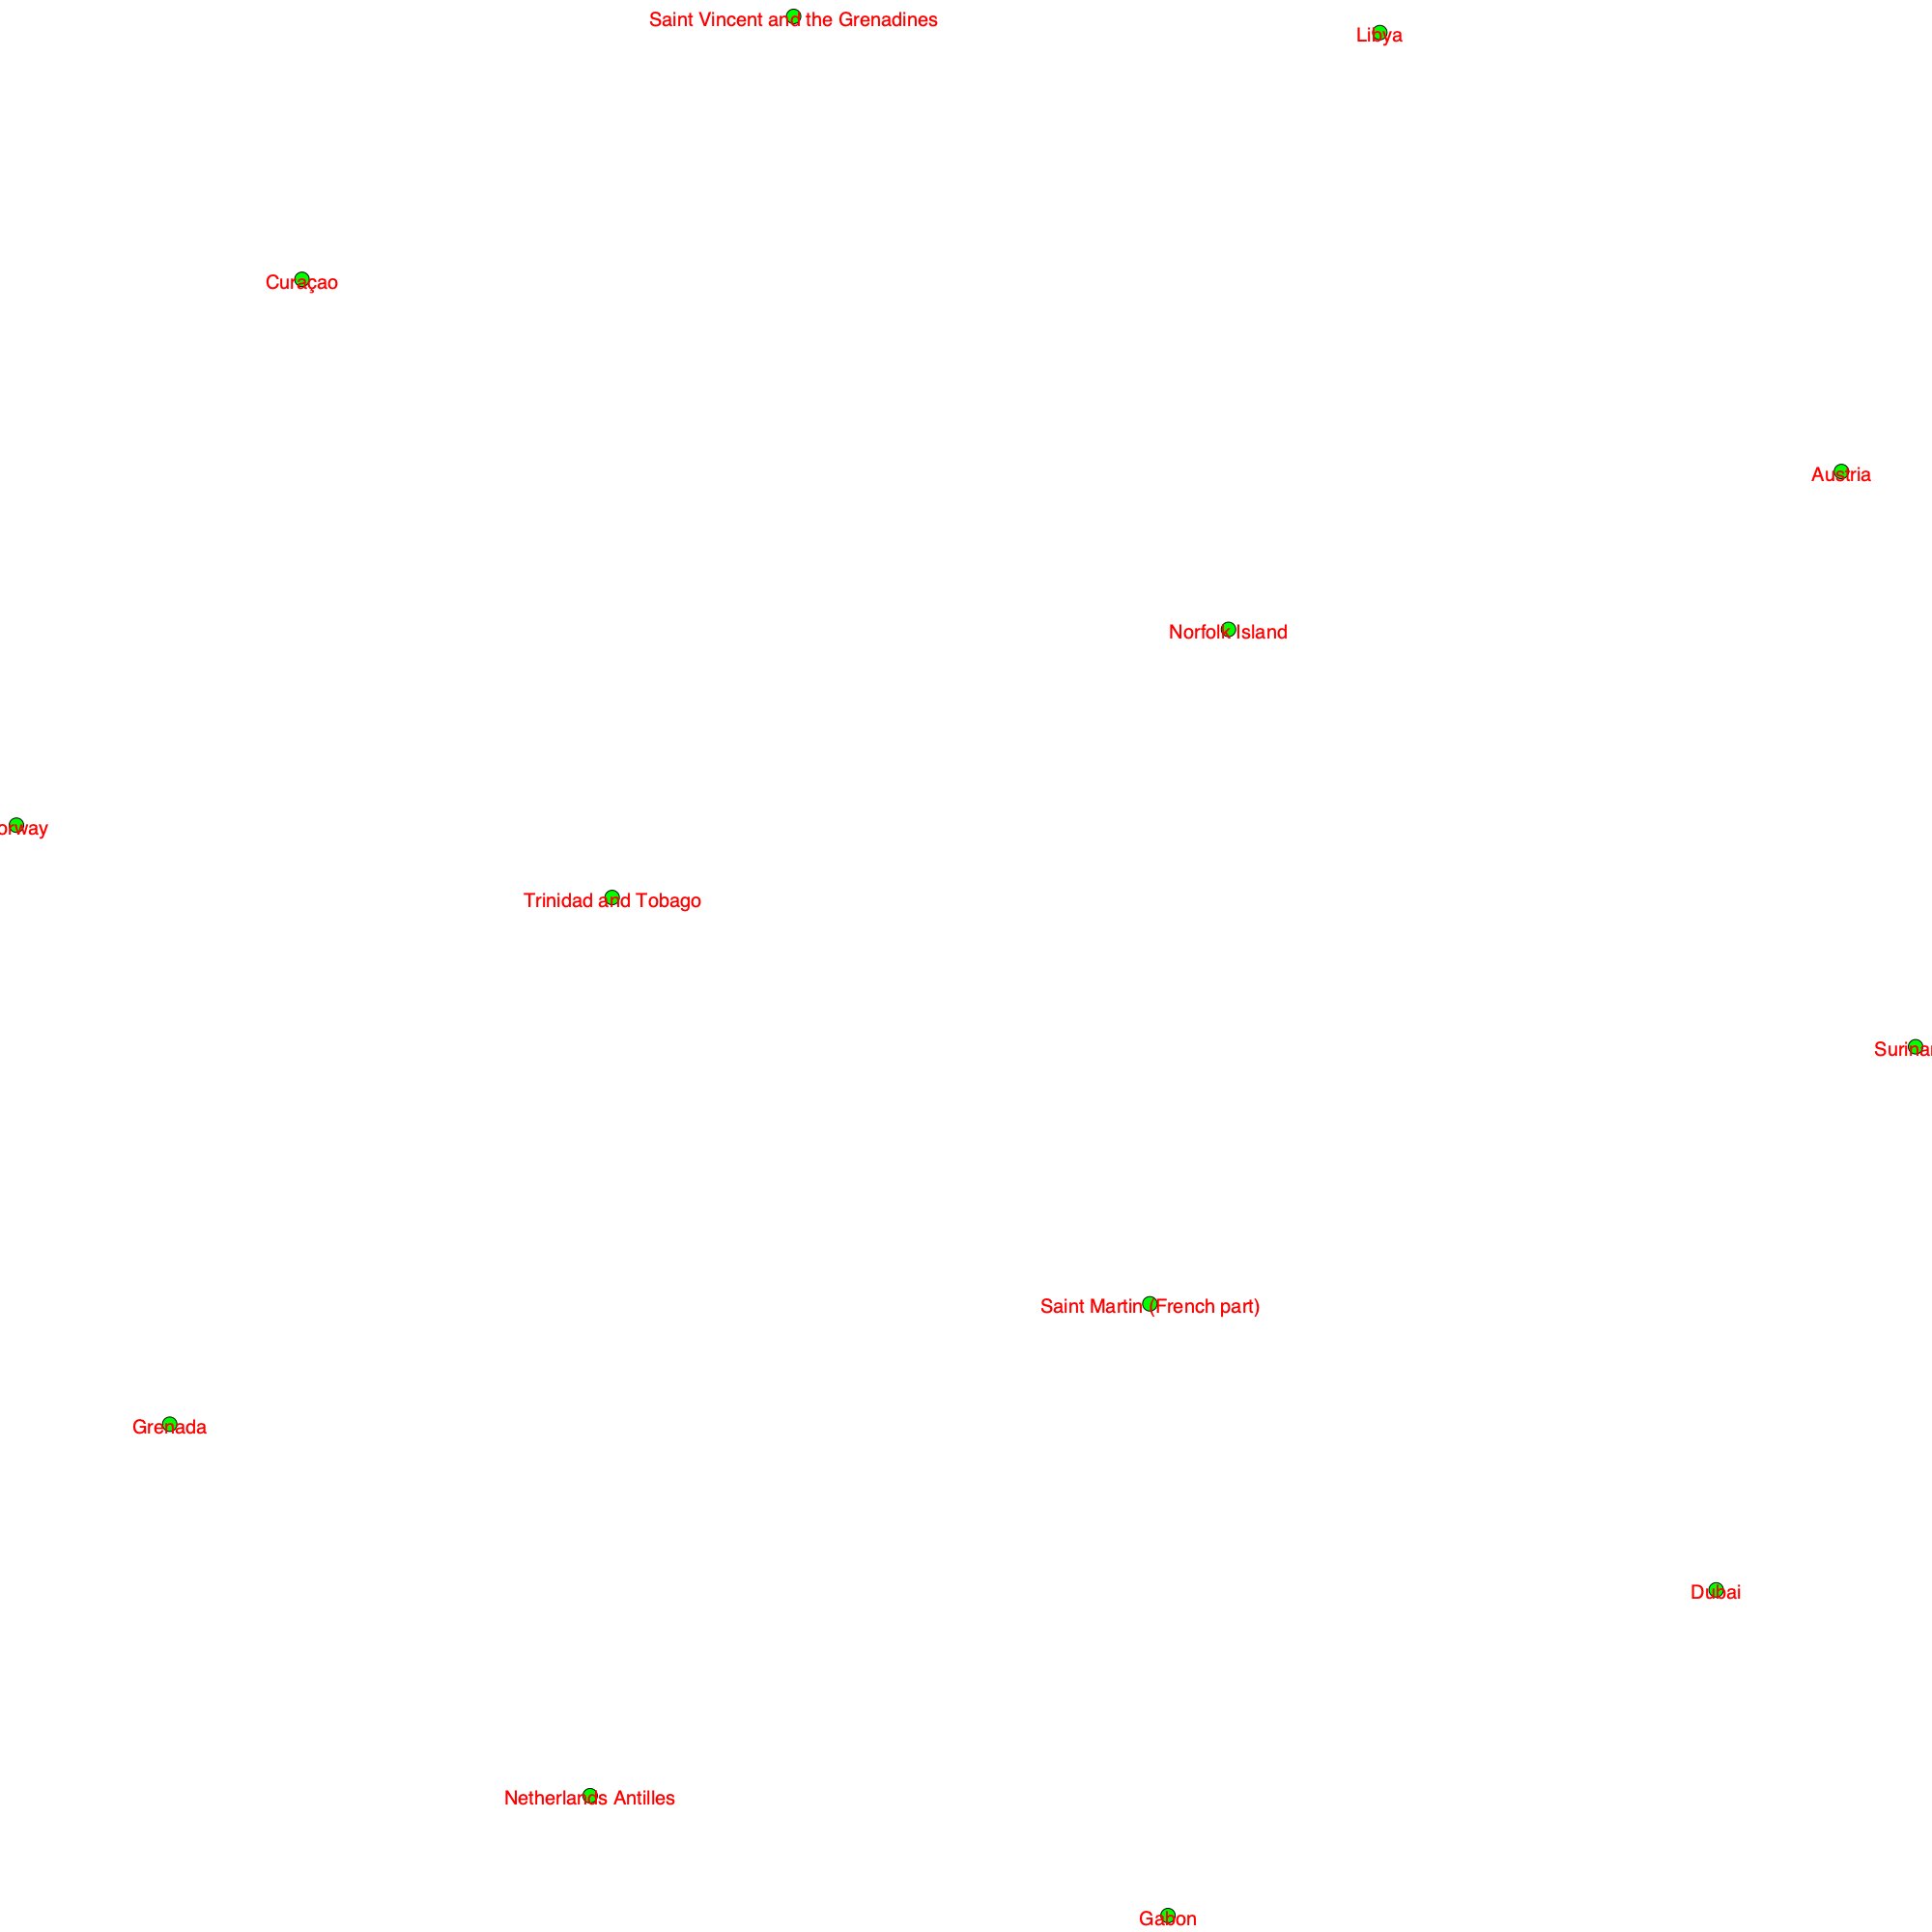 Saint Vincent and the Grenadines
Libya
Curaçao
Austria
Norfolk Island
orway
Trinidad and Tobago
Surina
Saint Martin (French part)
Grenada
Dubai
Netherlands Antilles
Gabon